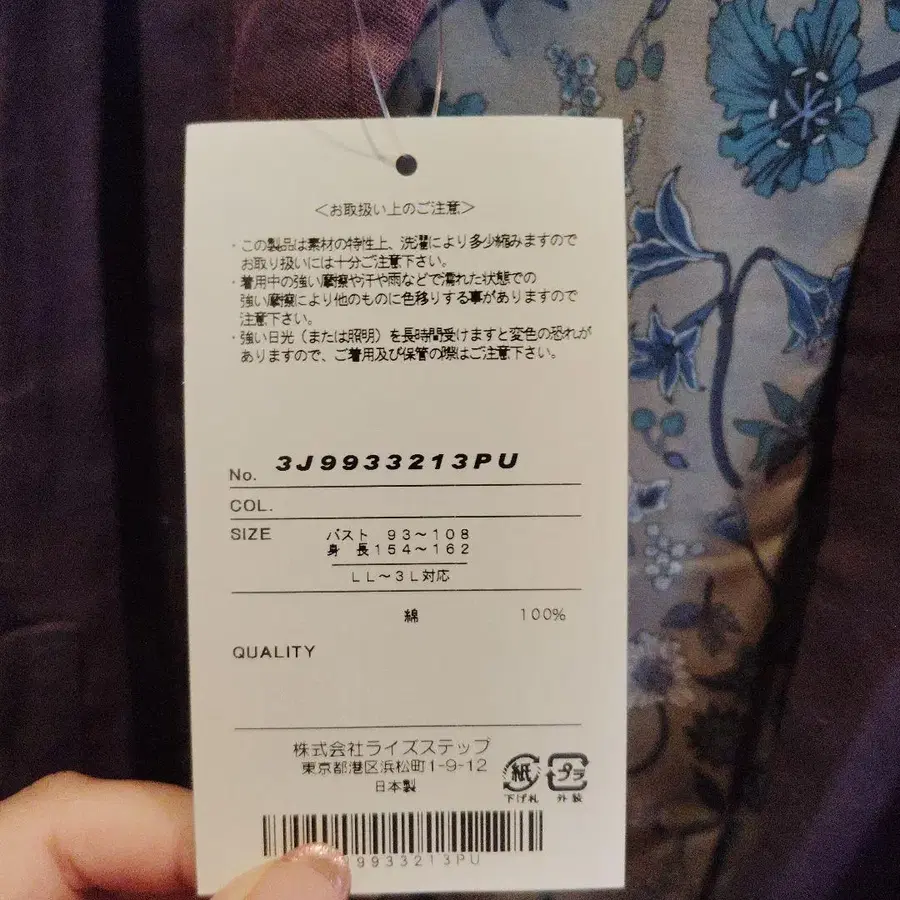 ＜お取扱い上のご注意＞
・この製品は素材の特性上、洗濯により多少縮みますので
お取り扱いには十分ご注意下さい。
・着用中の強い摩擦や汗や雨などで濡れた状態での
強い摩擦により他のものに色移りする事がありますので
注意下さい。
・強い日光（または照明）を長時間受けますと変色の恐れが
ありますので、ご着用及び保管の際はご注意下さい。
No. 3J9933213PU
COL.
SIZE バスト 93～108
身長154～162
LL～3L対応
綿 100%
QUALITY
株式会社ライズステップ
東京都港区浜松町1-9-12
日本製
紙 プラ
下げ札 外装
9933213PU